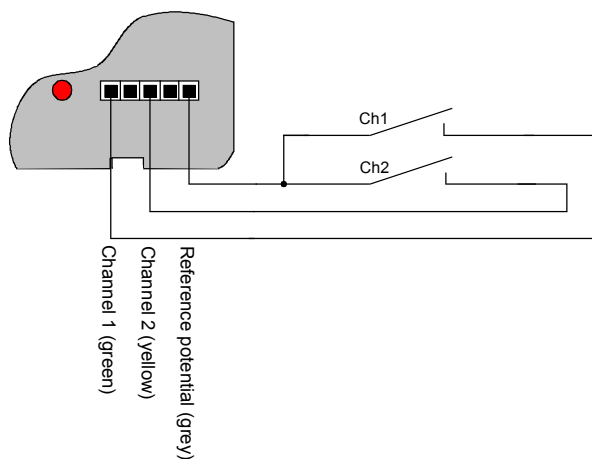 Ch1
Ch2
Channel 1 (green)
Channel 2 (yellow)
Reference potential (grey)